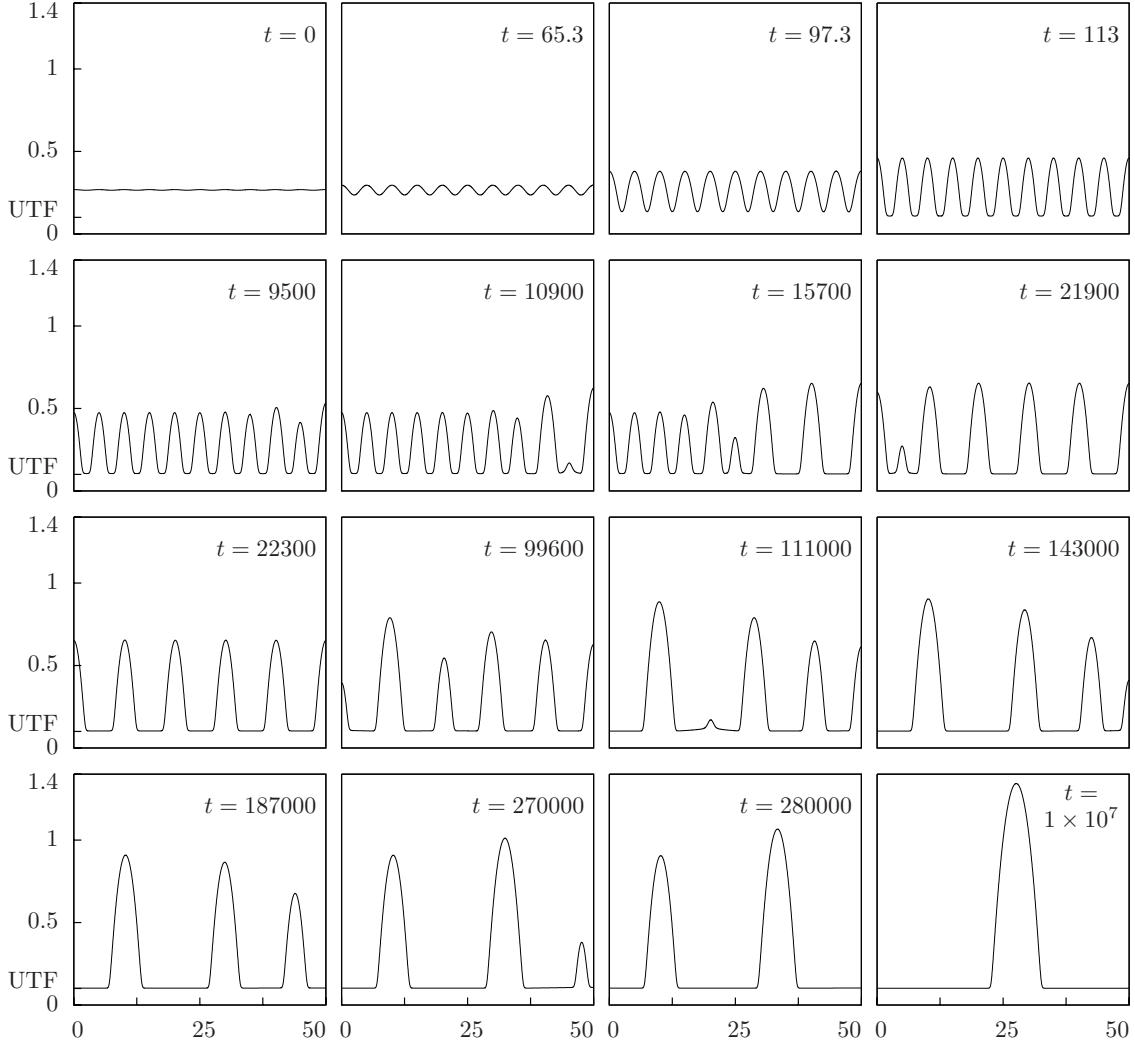 1.4
t = 0
t = 65.3
t = 97.3
t = 113
1
0.5
UTF
0
1.4
t = 9500
t = 10900
t = 15700
t = 21900
1
0.5
UTF
0
1.4
t = 22300
t = 99600
t = 111000
t = 143000
1
0.5
UTF
0
1.4
t = 187000
t = 270000
t = 280000
t =
1 × 10⁷
1
0.5
UTF
0
0 25 50 0 25 50 0 25 50 0 25 50